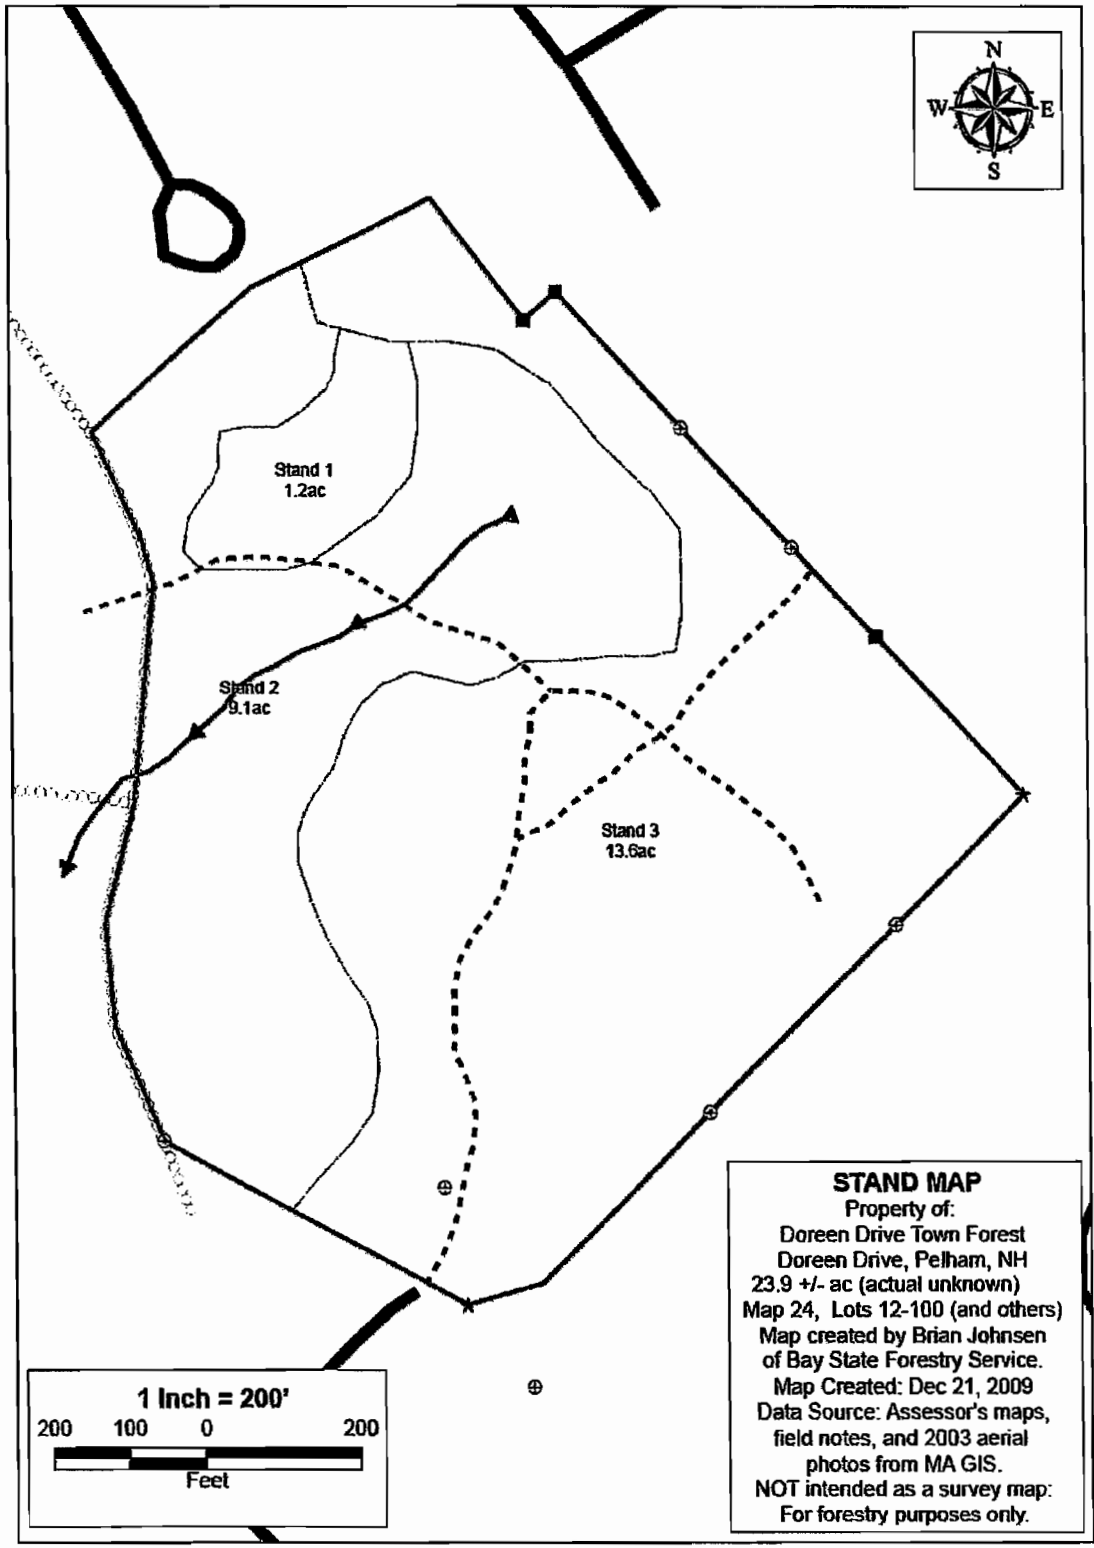 N
W E
S
Stand 1
1.2ac
Stand 2
9.1ac
Stand 3
13.6ac
STAND MAP
Property of:
Doreen Drive Town Forest
Doreen Drive, Pelham, NH
23.9 +/- ac (actual unknown)
Map 24, Lots 12-100 (and others)
Map created by Brian Johnsen
of Bay State Forestry Service.
Map Created: Dec 21, 2009
Data Source: Assessor's maps,
field notes, and 2003 aerial
photos from MA GIS.
NOT intended as a survey map:
For forestry purposes only.
1 Inch = 200'
200 100 0 200
Feet